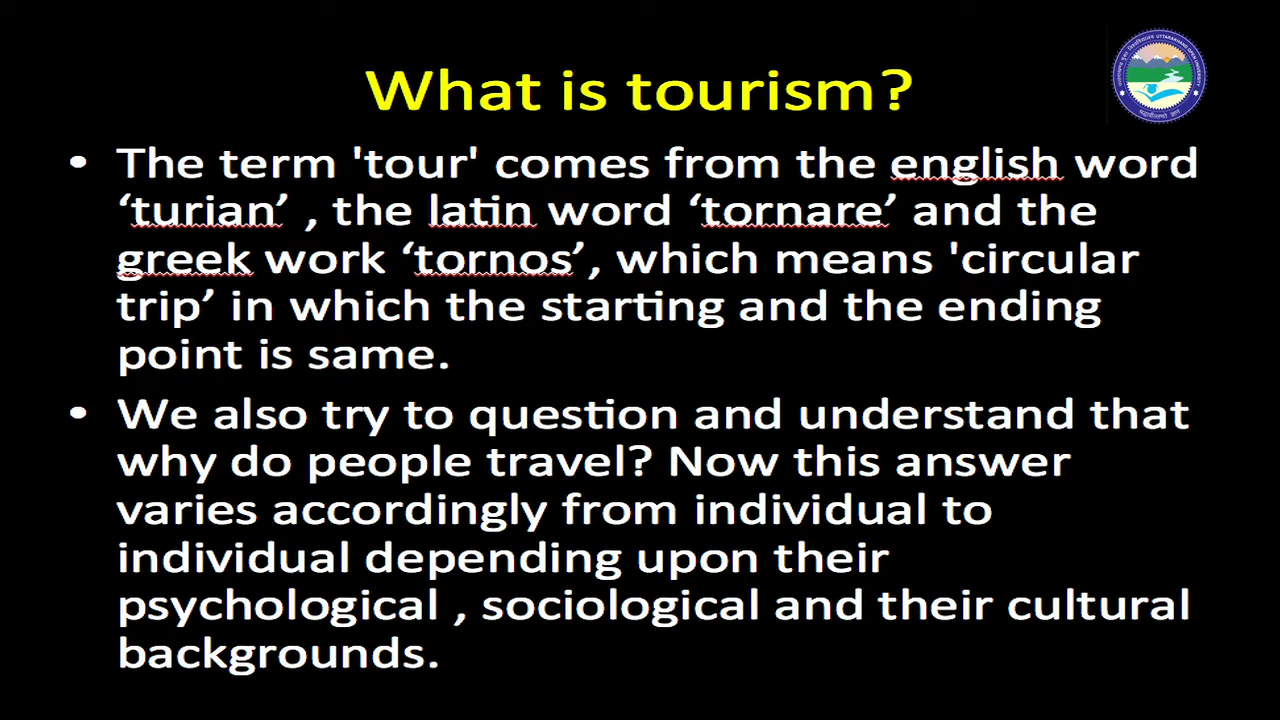 What is tourism?
• The term 'tour' comes from the english word
‘turian’ , the latin word ‘tornare’ and the
greek work ‘tornos’, which means 'circular
trip’ in which the starting and the ending
point is same.
• We also try to question and understand that
why do people travel? Now this answer
varies accordingly from individual to
individual depending upon their
psychological , sociological and their cultural
backgrounds.
UTTARAKHAND OPEN UNIVERSITY